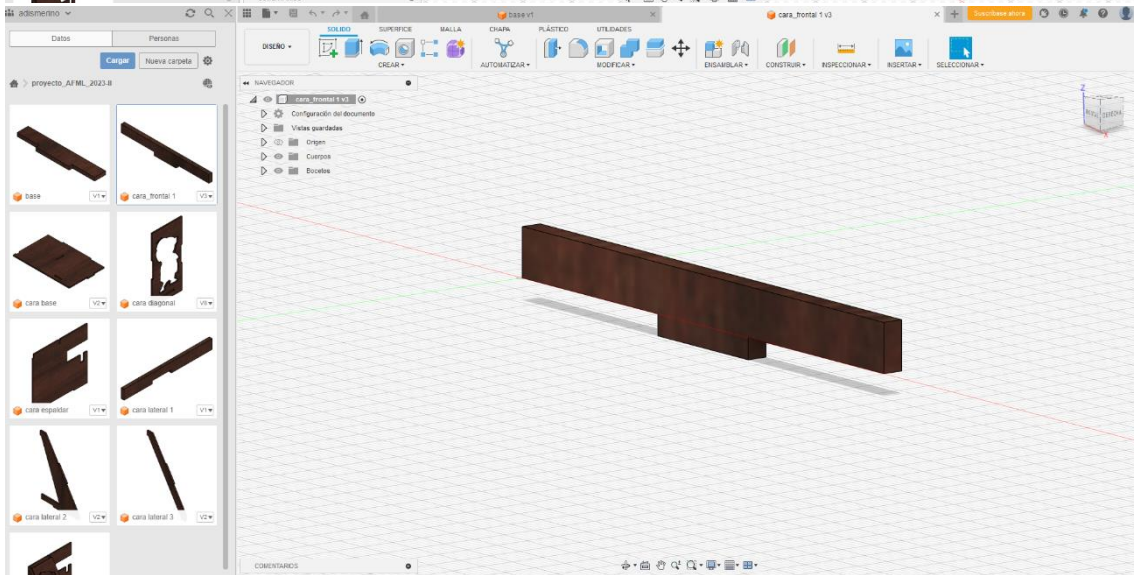 adismerino
base v1
cara_frontal 1 v3
Suscríbase ahora
Datos
Personas
Cargar
Nueva carpeta
proyecto_AFML_2023-II
base
V1
cara_frontal 1
V3
cara base
V2
cara diagonal
cara espaldar
V1
cara lateral 1
V1
cara lateral 2
V2
cara lateral 3
V2
DISEÑO
SÓLIDO
SUPERFICIE
MALLA
CHAPA
PLÁSTICO
UTILIDADES
CREAR
AUTOMATIZAR
MODIFICAR
ENSAMBLAR
CONSTRUIR
INSPECCIONAR
INSERTAR
SELECCIONAR
NAVEGADOR
cara_frontal 1 v3
Configuración del documento
Vistas guardadas
Origen
Cuerpos
Bocetos
Z
X
COMENTARIOS